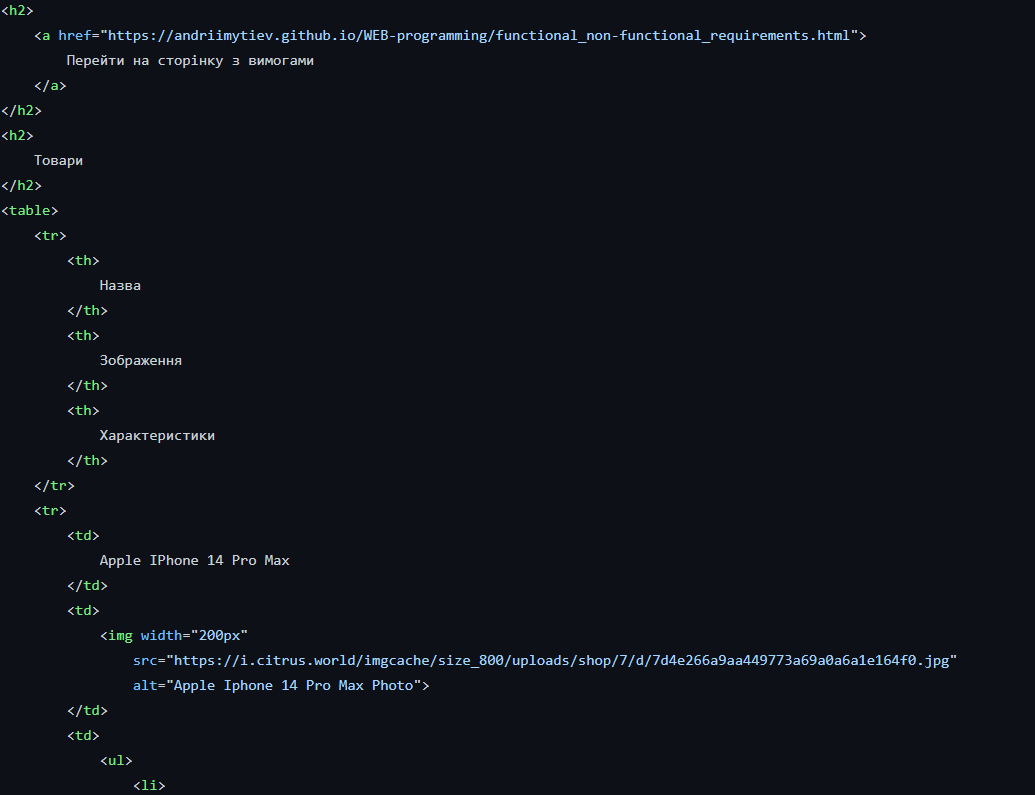 <h2>
<a href="https://andriimytiev.github.io/WEB-programming/functional_non-functional_requirements.html">
Перейти на сторінку з вимогами
</a>
</h2>
<h2>
Товари
</h2>
<table>
<tr>
<th>
Назва
</th>
<th>
Зображення
</th>
<th>
Характеристики
</th>
</tr>
<tr>
<td>
Apple IPhone 14 Pro Max
</td>
<td>
<img width="200px"
src="https://i.citrus.world/imgcache/size_800/uploads/shop/7/d/7d4e266a9aa449773a69a0a6a1e164f0.jpg"
alt="Apple Iphone 14 Pro Max Photo">
</td>
<td>
<ul>
<li>